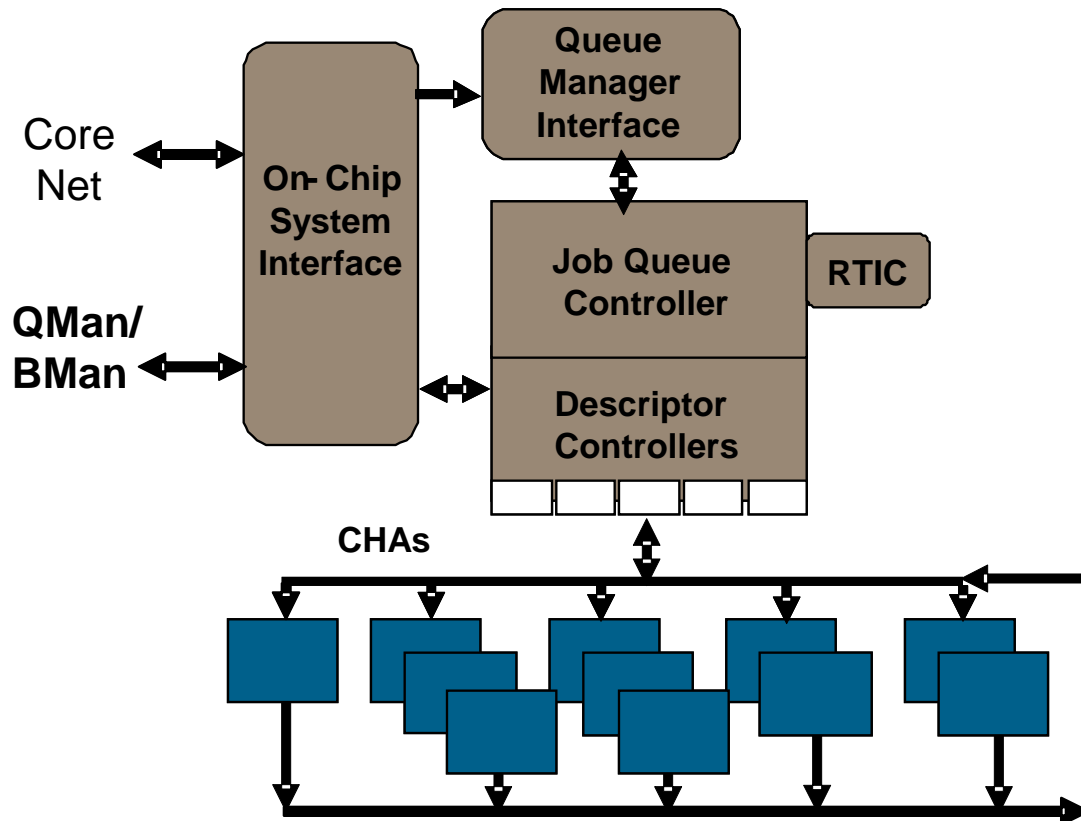 Queue
Manager
Interface
Core
Net
On-Chip
System
Interface
Job Queue
Controller
RTIC
QMan/
BMan
Descriptor
Controllers
CHAs